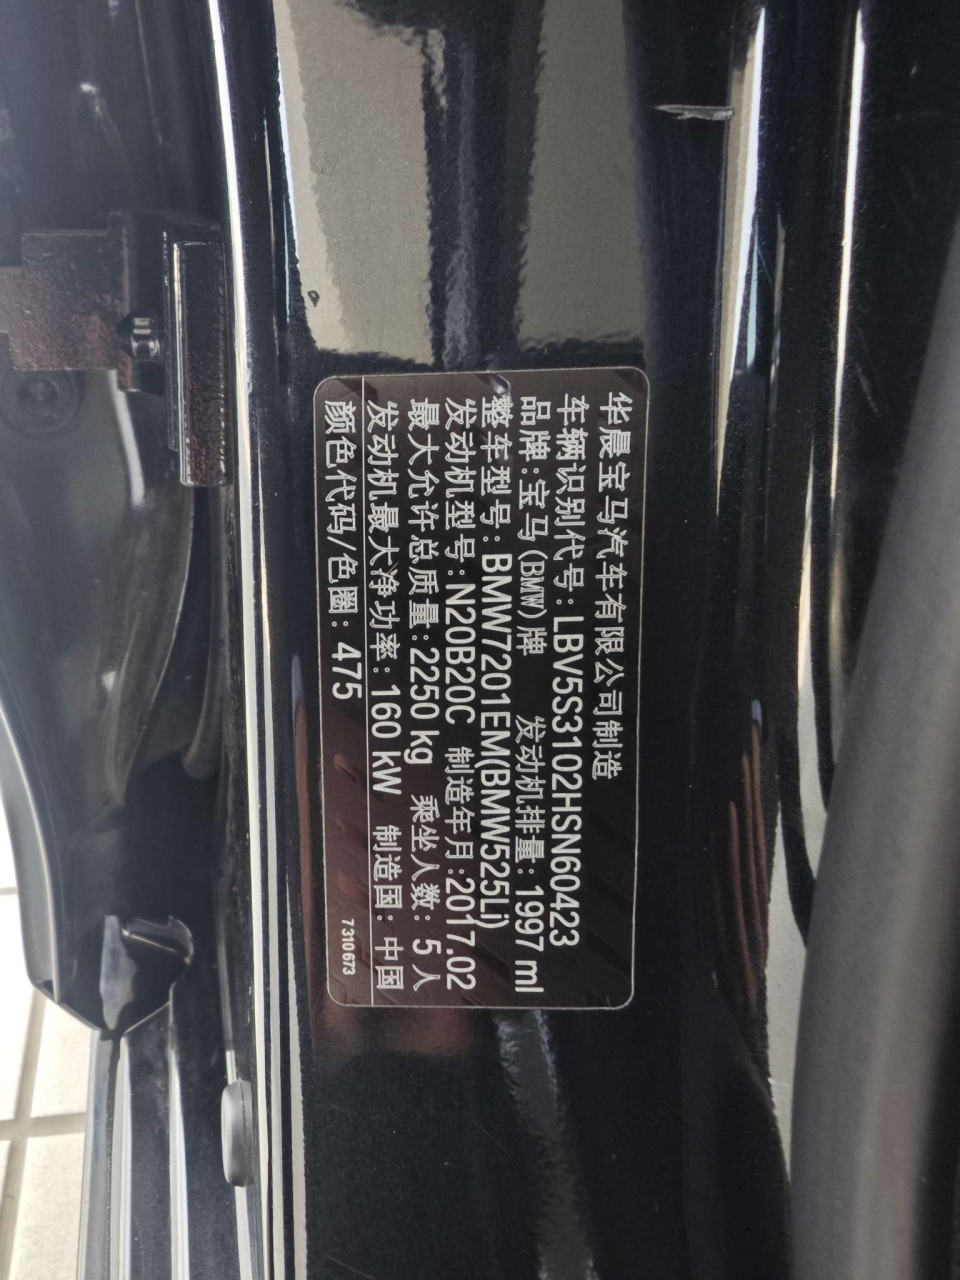 华晨宝马汽车有限公司制造
车辆识别代号:LBV5S3102HSN60423
品牌:宝马(BMW)牌 发动机排量:1997 ml
整车型号:BMW7201EM(BMW525Li)
发动机型号:N20B20C 制造年月:2017.02
最大允许总质量:2250 kg 乘坐人数: 5 人
发动机最大净功率: 160 kW 制造国: 中国
颜色代码/色圈: 475
7310673